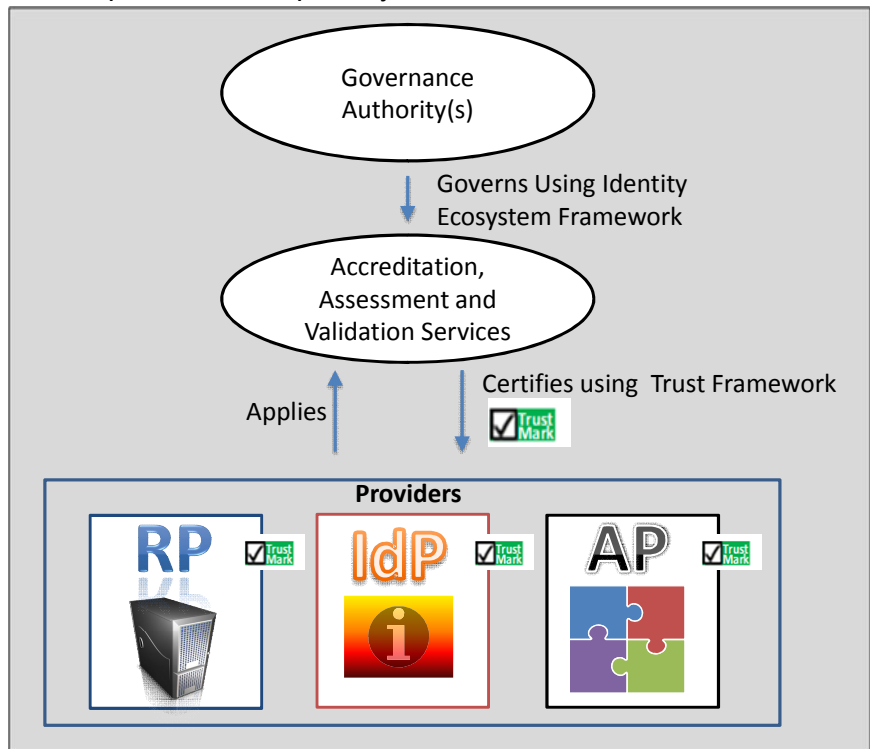 Governance
Authority(s)
Governs Using Identity
Ecosystem Framework
Accreditation,
Assessment and
Validation Services
Applies
Certifies using Trust Framework
Trust
Mark
Providers
RP
Trust
Mark
IdP
Trust
Mark
AP
Trust
Mark
i